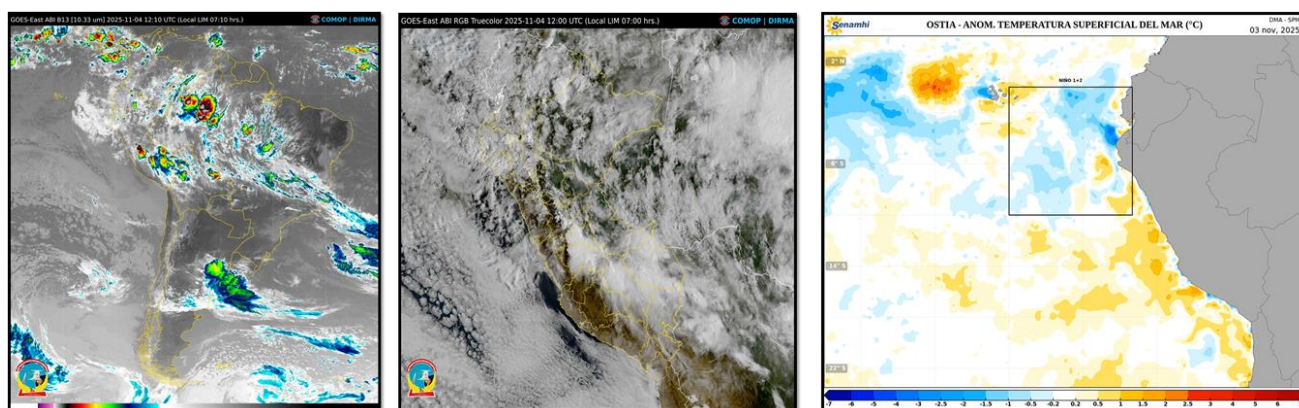 GOES-East ABI B13 [10.33 um] 2025-11-04 12:10 UTC (Local LIM 07:10 hrs.)
COMOP | DIRMA
GOES-East ABI RGB Truecolor 2025-11-04 12:00 UTC (Local LIM 07:00 hrs.)
COMOP | DIRMA
Senamhi
OSTIA - ANOM. TEMPERATURA SUPERFICIAL DEL MAR (°C)
DMA - SPM
03 nov, 2025
2° N
NIÑO 1+2
6° S
14° S
22° S
-7 -6 -5 -4 -3 -2.5 -2 -1.5 -1 -0.5 -0.2 0.2 0.5 1 1.5 2 2.5 3 4 5 6